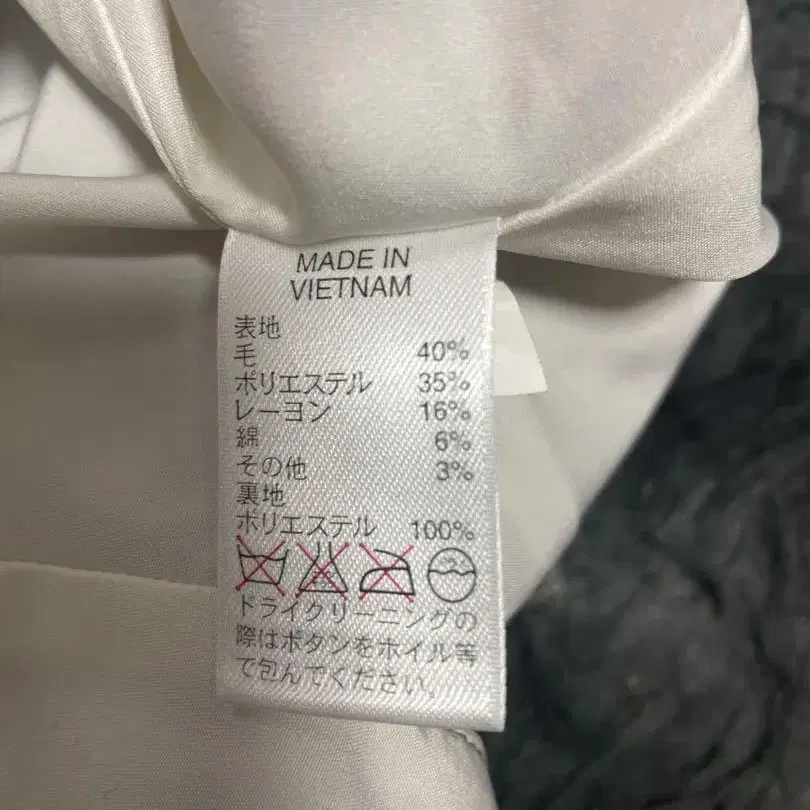 MADE IN
VIETNAM
表地
毛 40%
ポリエステル 35%
レーヨン 16%
綿 6%
その他 3%
裏地
ポリエステル 100%
ドライクリーニングの
際はボタンをホイル等
で包んでください。